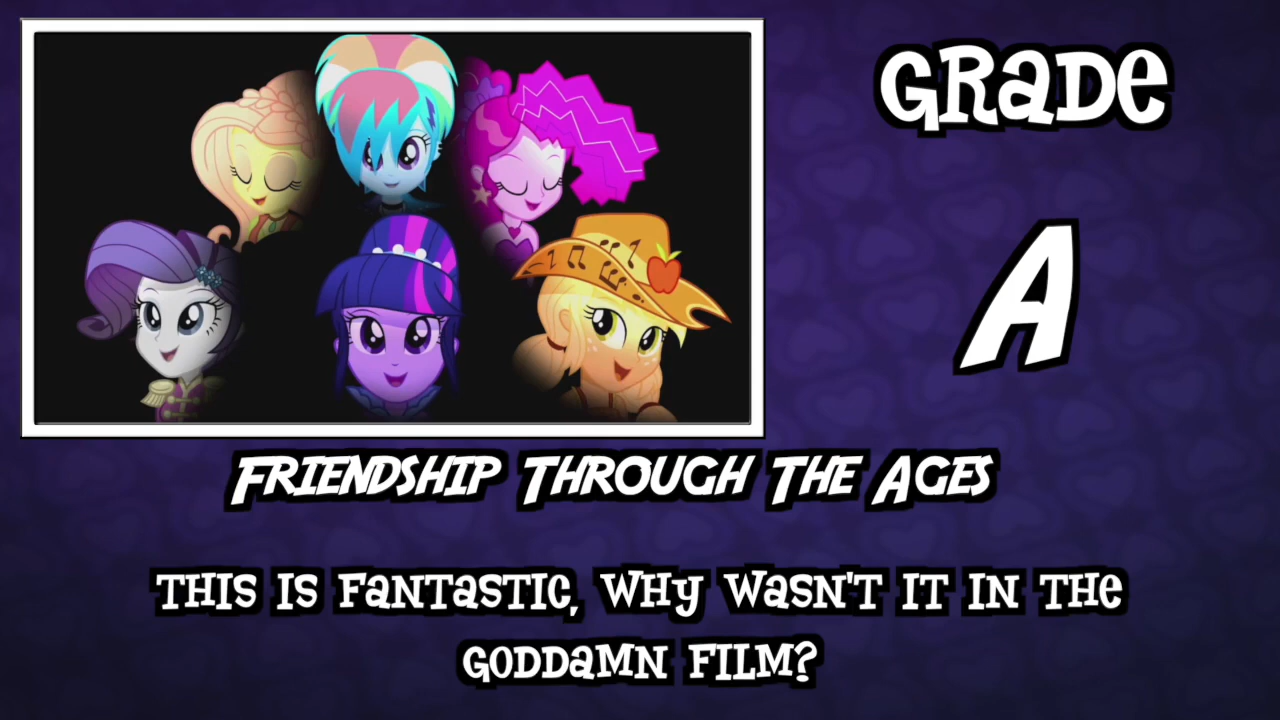 GRaDe
A
Friendship Through The Ages
THIS IS FANTASTIC, WHY WASN'T IT IN THE
GODDAMN FILM?